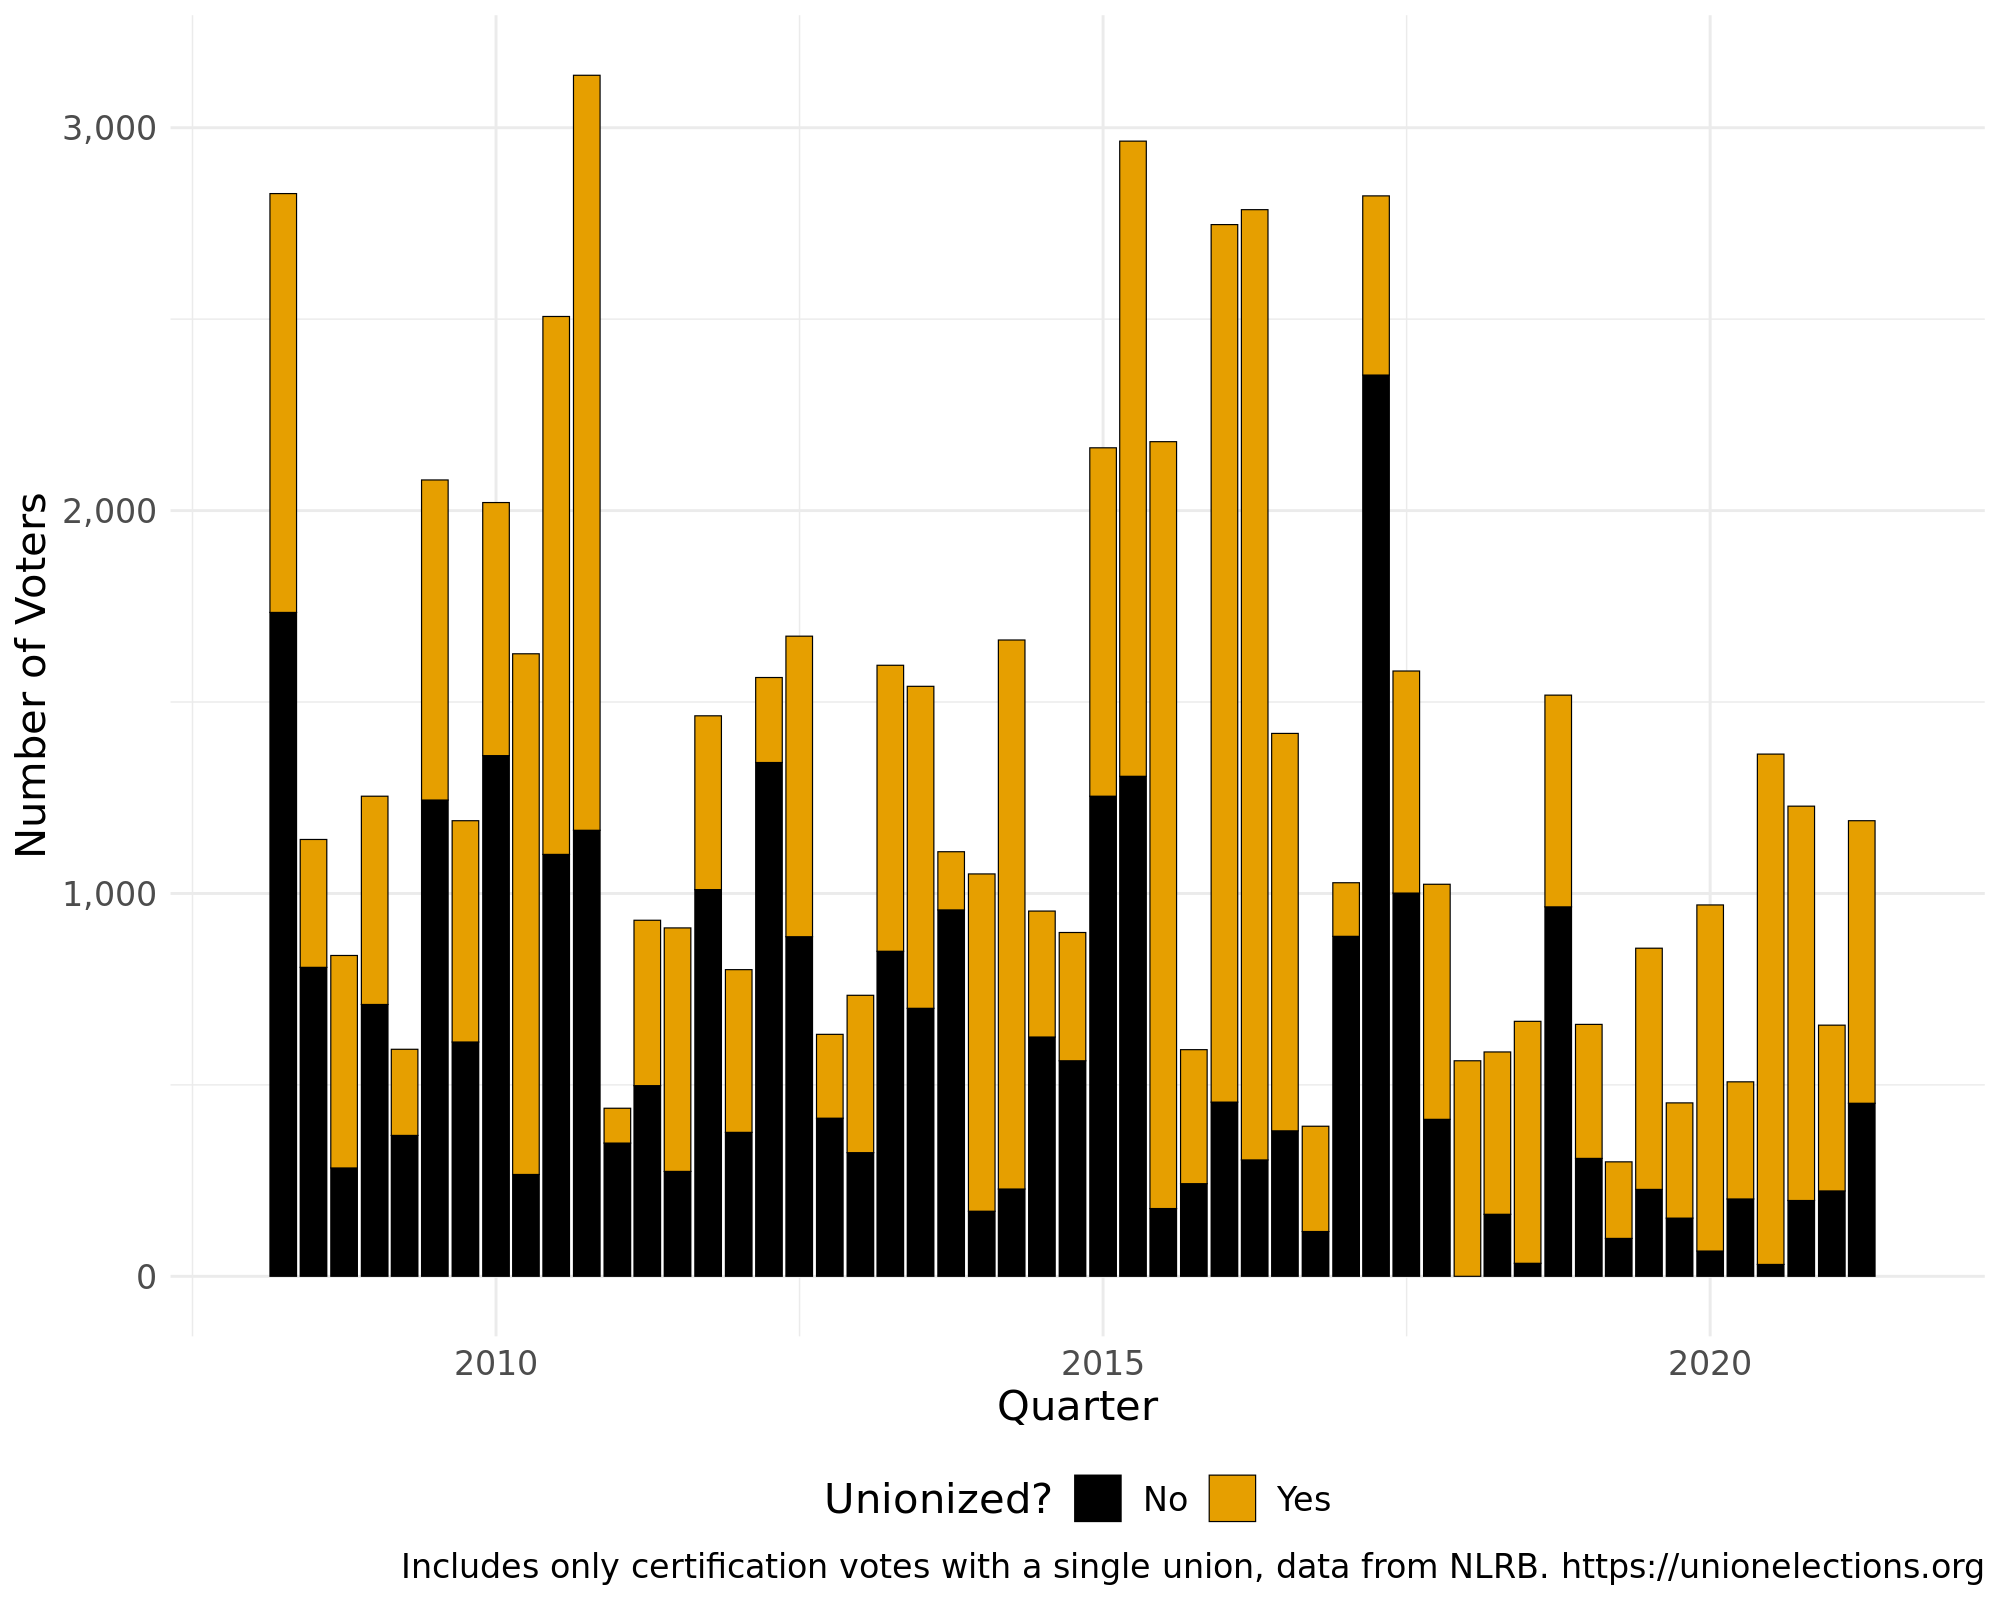 3,000
2,000
1,000
0
Number of Voters
2010 2015 2020
Quarter
Unionized? No Yes
Includes only certification votes with a single union, data from NLRB. https://unionelections.org